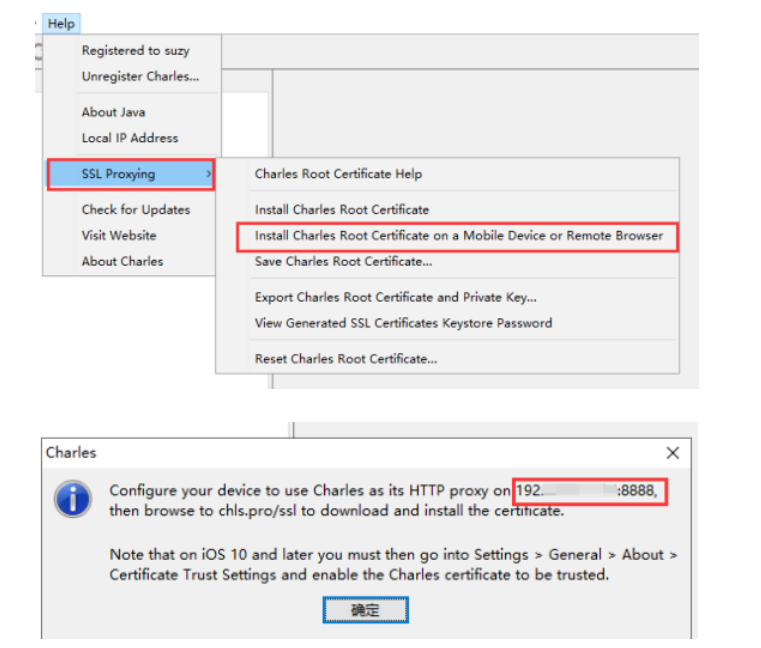 Help
Registered to suzy
Unregister Charles...
About Java
Local IP Address
SSL Proxying
Check for Updates
Visit Website
About Charles
Charles Root Certificate Help
Install Charles Root Certificate
Install Charles Root Certificate on a Mobile Device or Remote Browser
Save Charles Root Certificate...
Export Charles Root Certificate and Private Key...
View Generated SSL Certificates Keystore Password
Reset Charles Root Certificate...
Charles
Configure your device to use Charles as its HTTP proxy on 192. :8888,
then browse to chls.pro/ssl to download and install the certificate.
Note that on iOS 10 and later you must then go into Settings > General > About >
Certificate Trust Settings and enable the Charles certificate to be trusted.
确定